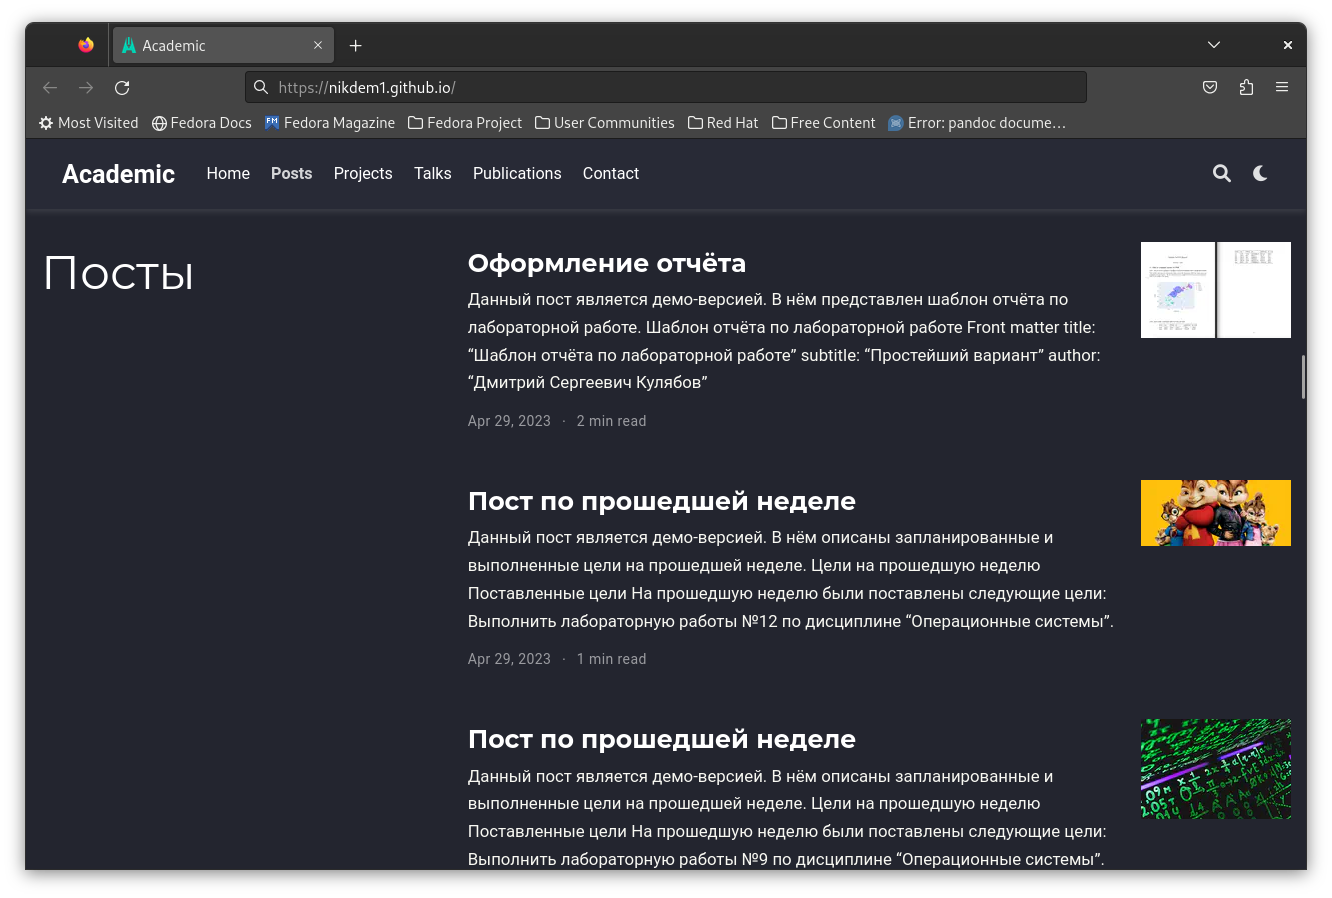 Academic
https://nikdem1.github.io/
Most Visited
Fedora Docs
Fedora Magazine
Fedora Project
User Communities
Red Hat
Free Content
Error: pandoc docume…
Academic
Home
Posts
Projects
Talks
Publications
Contact
Посты
Оформление отчёта
Данный пост является демо-версией. В нём представлен шаблон отчёта по
лабораторной работе. Шаблон отчёта по лабораторной работе Front matter title:
“Шаблон отчёта по лабораторной работе” subtitle: “Простейший вариант” author:
“Дмитрий Сергеевич Кулябов”
Apr 29, 2023 · 2 min read
Пост по прошедшей неделе
Данный пост является демо-версией. В нём описаны запланированные и
выполненные цели на прошедшей неделе. Цели на прошедшую неделю
Поставленные цели На прошедшую неделю были поставлены следующие цели:
Выполнить лабораторную работы №12 по дисциплине “Операционные системы”.
Apr 29, 2023 · 1 min read
Пост по прошедшей неделе
Данный пост является демо-версией. В нём описаны запланированные и
выполненные цели на прошедшей неделе. Цели на прошедшую неделю
Поставленные цели На прошедшую неделю были поставлены следующие цели:
Выполнить лабораторную работы №9 по дисциплине “Операционные системы”.